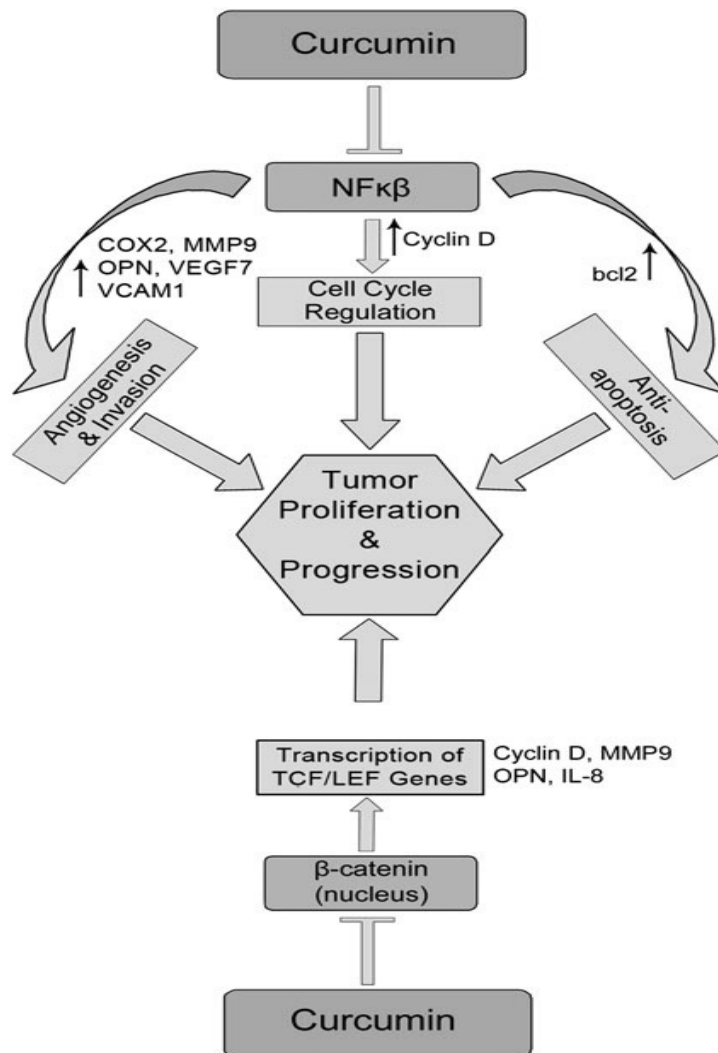 Curcumin
NFκβ
COX2, MMP9
OPN, VEGF7
VCAM1
Cyclin D
bcl2
Cell Cycle
Regulation
Angiogenesis
& Invasion
Anti-
apoptosis
Tumor
Proliferation
&
Progression
Transcription of
TCF/LEF Genes
Cyclin D, MMP9
OPN, IL-8
β-catenin
(nucleus)
Curcumin